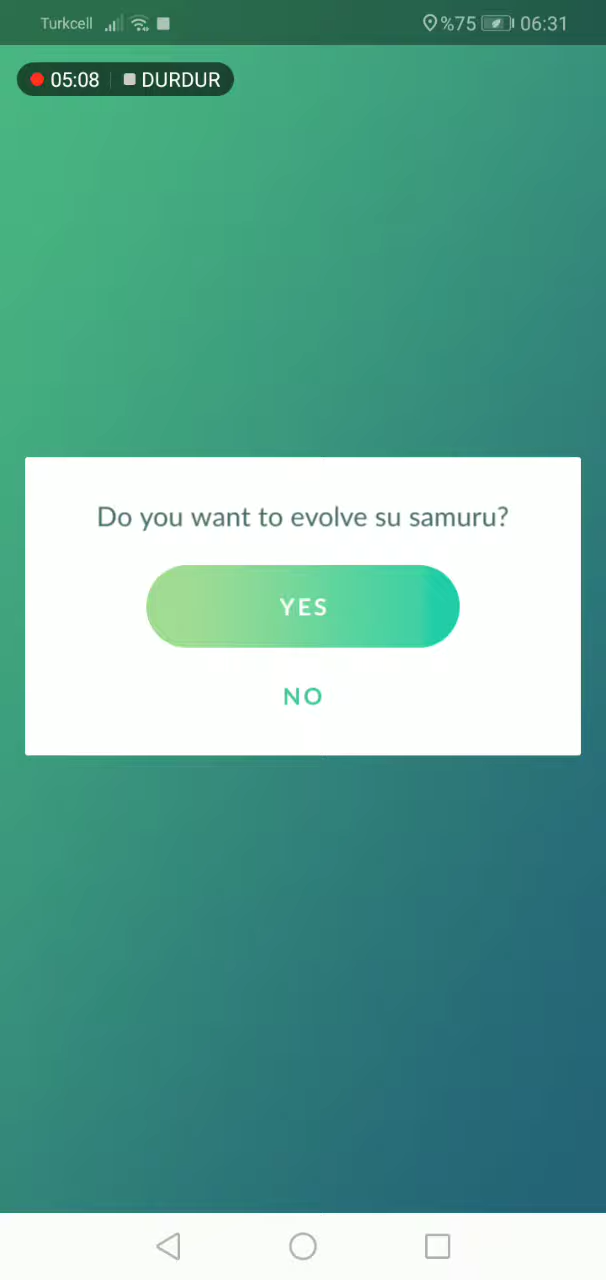 Turkcell %75 06:31
05:08 DURDUR
Do you want to evolve su samuru?
YES
NO